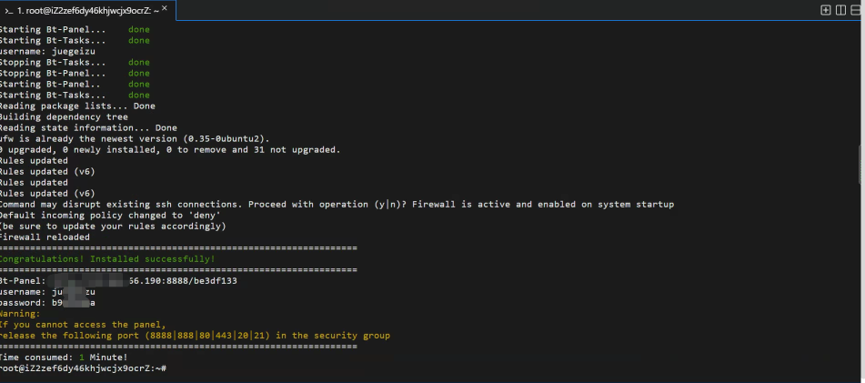 1. root@iZ2zef6dy46khjwcjx9ocrZ: ~
Starting Bt-Panel... done
Starting Bt-Tasks... done
username: juegeizu
Stopping Bt-Tasks... done
Stopping Bt-Panel... done
Starting Bt-Panel.. done
Starting Bt-Tasks... done
Reading package lists... Done
Building dependency tree
Reading state information... Done
ufw is already the newest version (0.35-0ubuntu2).
0 upgraded, 0 newly installed, 0 to remove and 31 not upgraded.
Rules updated
Rules updated (v6)
Rules updated
Rules updated (v6)
Command may disrupt existing ssh connections. Proceed with operation (y|n)? Firewall is active and enabled on system startup
Default incoming policy changed to 'deny'
(be sure to update your rules accordingly)
Firewall reloaded
==================================================================
Congratulations! Installed successfully!
==================================================================
Bt-Panel: 56.190:8888/be3df133
username: ju zu
password: b9 a
Warning:
If you cannot access the panel,
release the following port (8888|888|80|443|20|21) in the security group
==================================================================
Time consumed: 1 Minute!
root@iZ2zef6dy46khjwcjx9ocrZ:~#